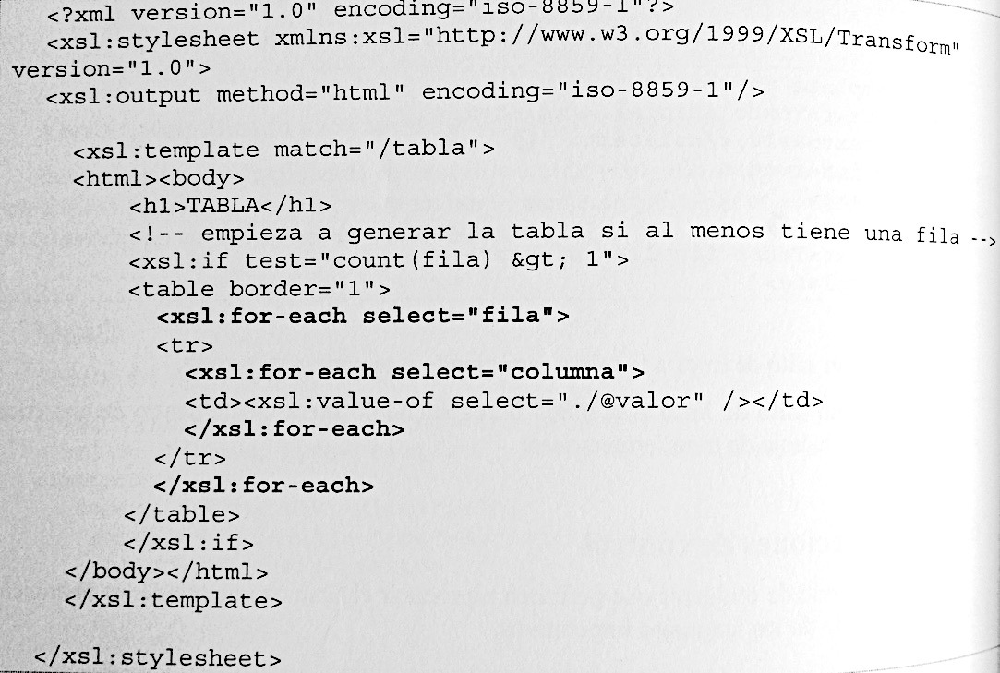 <?xml version="1.0" encoding="iso-8859-1"?>
<xsl:stylesheet xmlns:xsl="http://www.w3.org/1999/XSL/Transform"
version="1.0">
<xsl:output method="html" encoding="iso-8859-1"/>
<xsl:template match="/tabla">
<html><body>
<h1>TABLA</h1>
<!-- empieza a generar la tabla si al menos tiene una fila -->
<xsl:if test="count(fila) &gt; 1">
<table border="1">
<xsl:for-each select="fila">
<tr>
<xsl:for-each select="columna">
<td><xsl:value-of select="./@valor" /></td>
</xsl:for-each>
</tr>
</xsl:for-each>
</table>
</xsl:if>
</body></html>
</xsl:template>
</xsl:stylesheet>